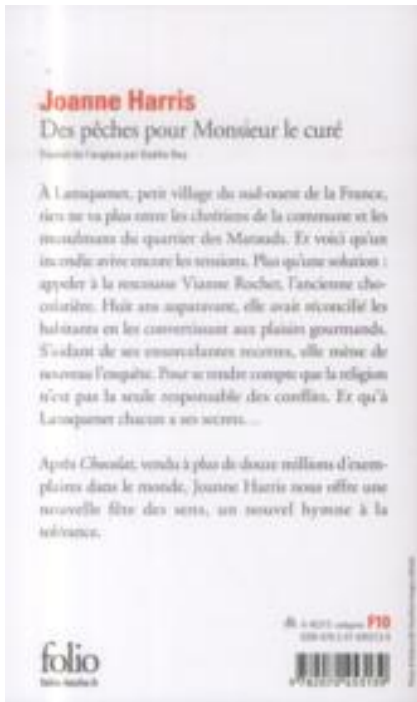 Joanne Harris
Des pêches pour Monsieur le curé
Traduit de l'anglais par
À Lansquenet, petit village du sud-ouest de la France,
rien ne va plus entre les chrétiens de la commune et les
musulmans du quartier des Marauds. Et voici qu'un
incendie avive encore les tensions. Plus qu'une solution :
appeler à la rescousse Vianne Rocher, l'ancienne cho-
colatière. Huit ans auparavant, elle avait réconcilié les
habitants en les convertissant aux plaisirs gourmands.
S'aidant de ses ensorcelantes recettes, elle mène de
nouveau l'enquête. Pour se rendre compte que la religion
n'est pas la seule responsable des conflits. Et qu'à
Lansquenet chacun a ses secrets…
Après Chocolat, vendu à plus de douze millions d'exem-
plaires dans le monde, Joanne Harris nous offre une
nouvelle fête des sens, un nouvel hymne à la
tolérance.
catégorie F10
folio